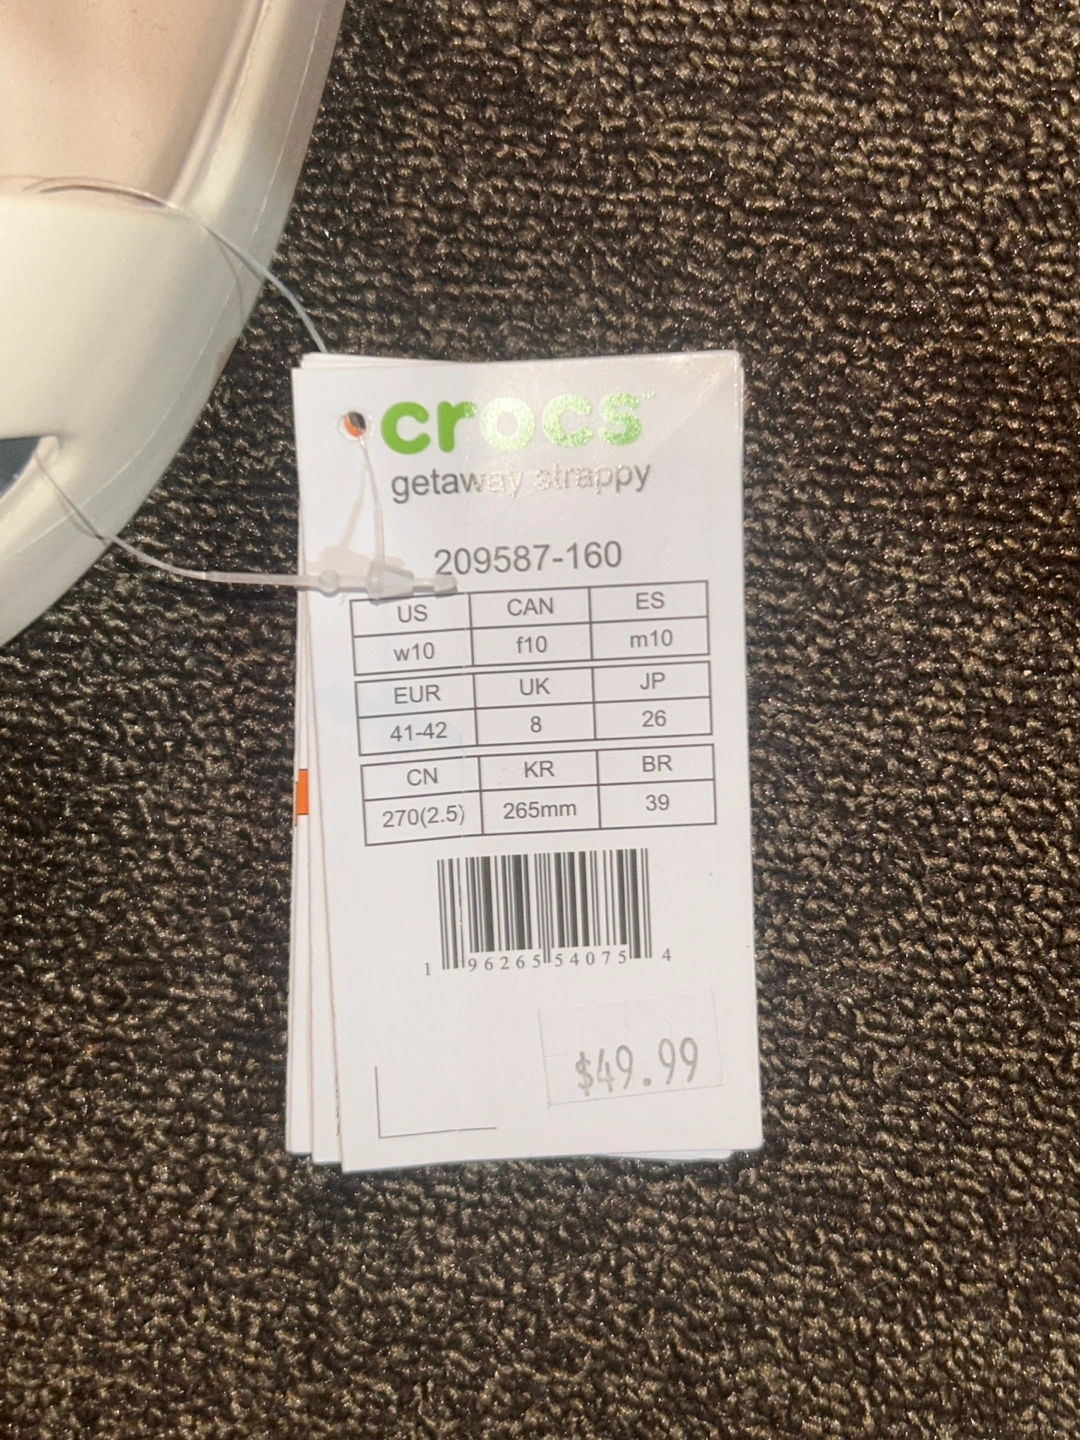 crocs™
getaway strappy
209587-160
US CAN ES
w10 f10 m10
EUR UK JP
41-42 8 26
CN KR BR
270(2.5) 265mm 39
1 96265 54075 4
$49.99